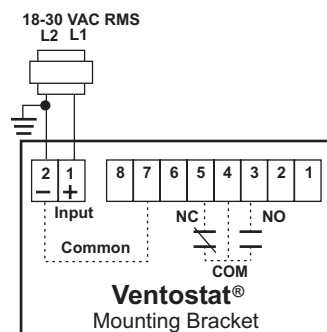 18-30 VAC RMS
L2 L1
2 1 8 7 6 5 4 3 2 1
– +
Input
NC NO
Common
COM
Ventostat®
Mounting Bracket